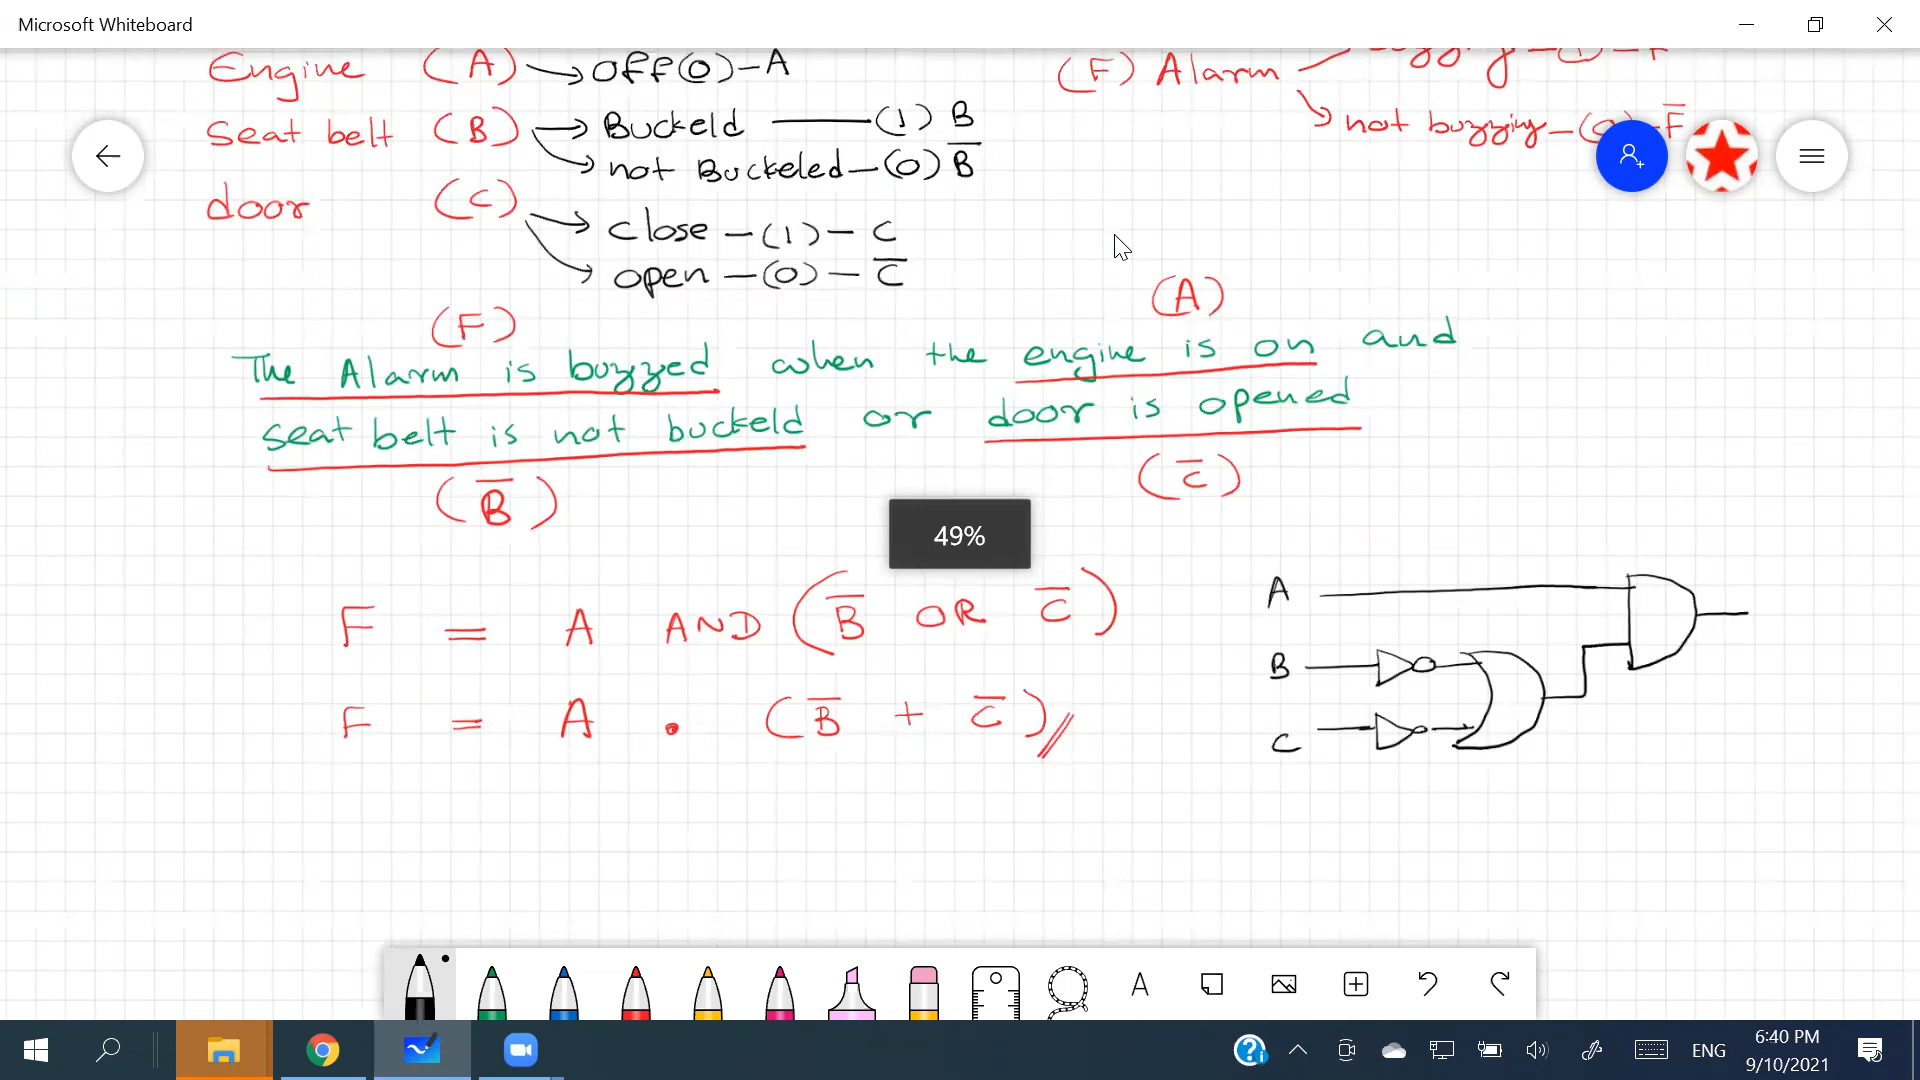 Microsoft Whiteboard
Engine (A) off(0)-A
(F) Alarm
Seat belt (B) Buckeld (1) B
not buzzing - (0) - F̅
not Buckeled - (0) B̅
door (C)
close - (1) - C
open - (0) - C̅
(A)
(F)
The Alarm is buzzed when the engine is on and
seat belt is not buckeld or door is opened
(B̅) (C̅)
49%
F = A AND (B̅ OR C̅)
F = A . (B̅ + C̅)
A
B
C
A
ENG
6:40 PM
9/10/2021